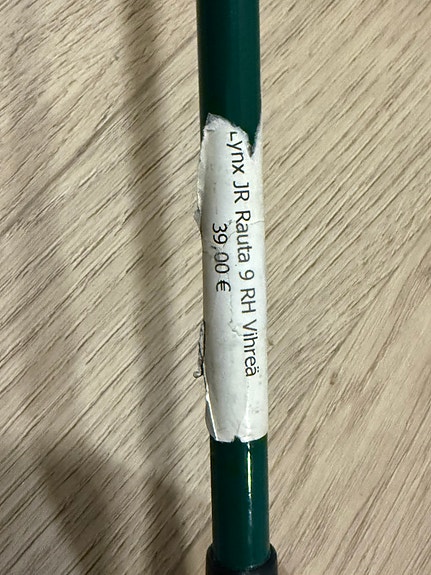 Lynx JR Rauta 9 RH Vihreä
39,00 €